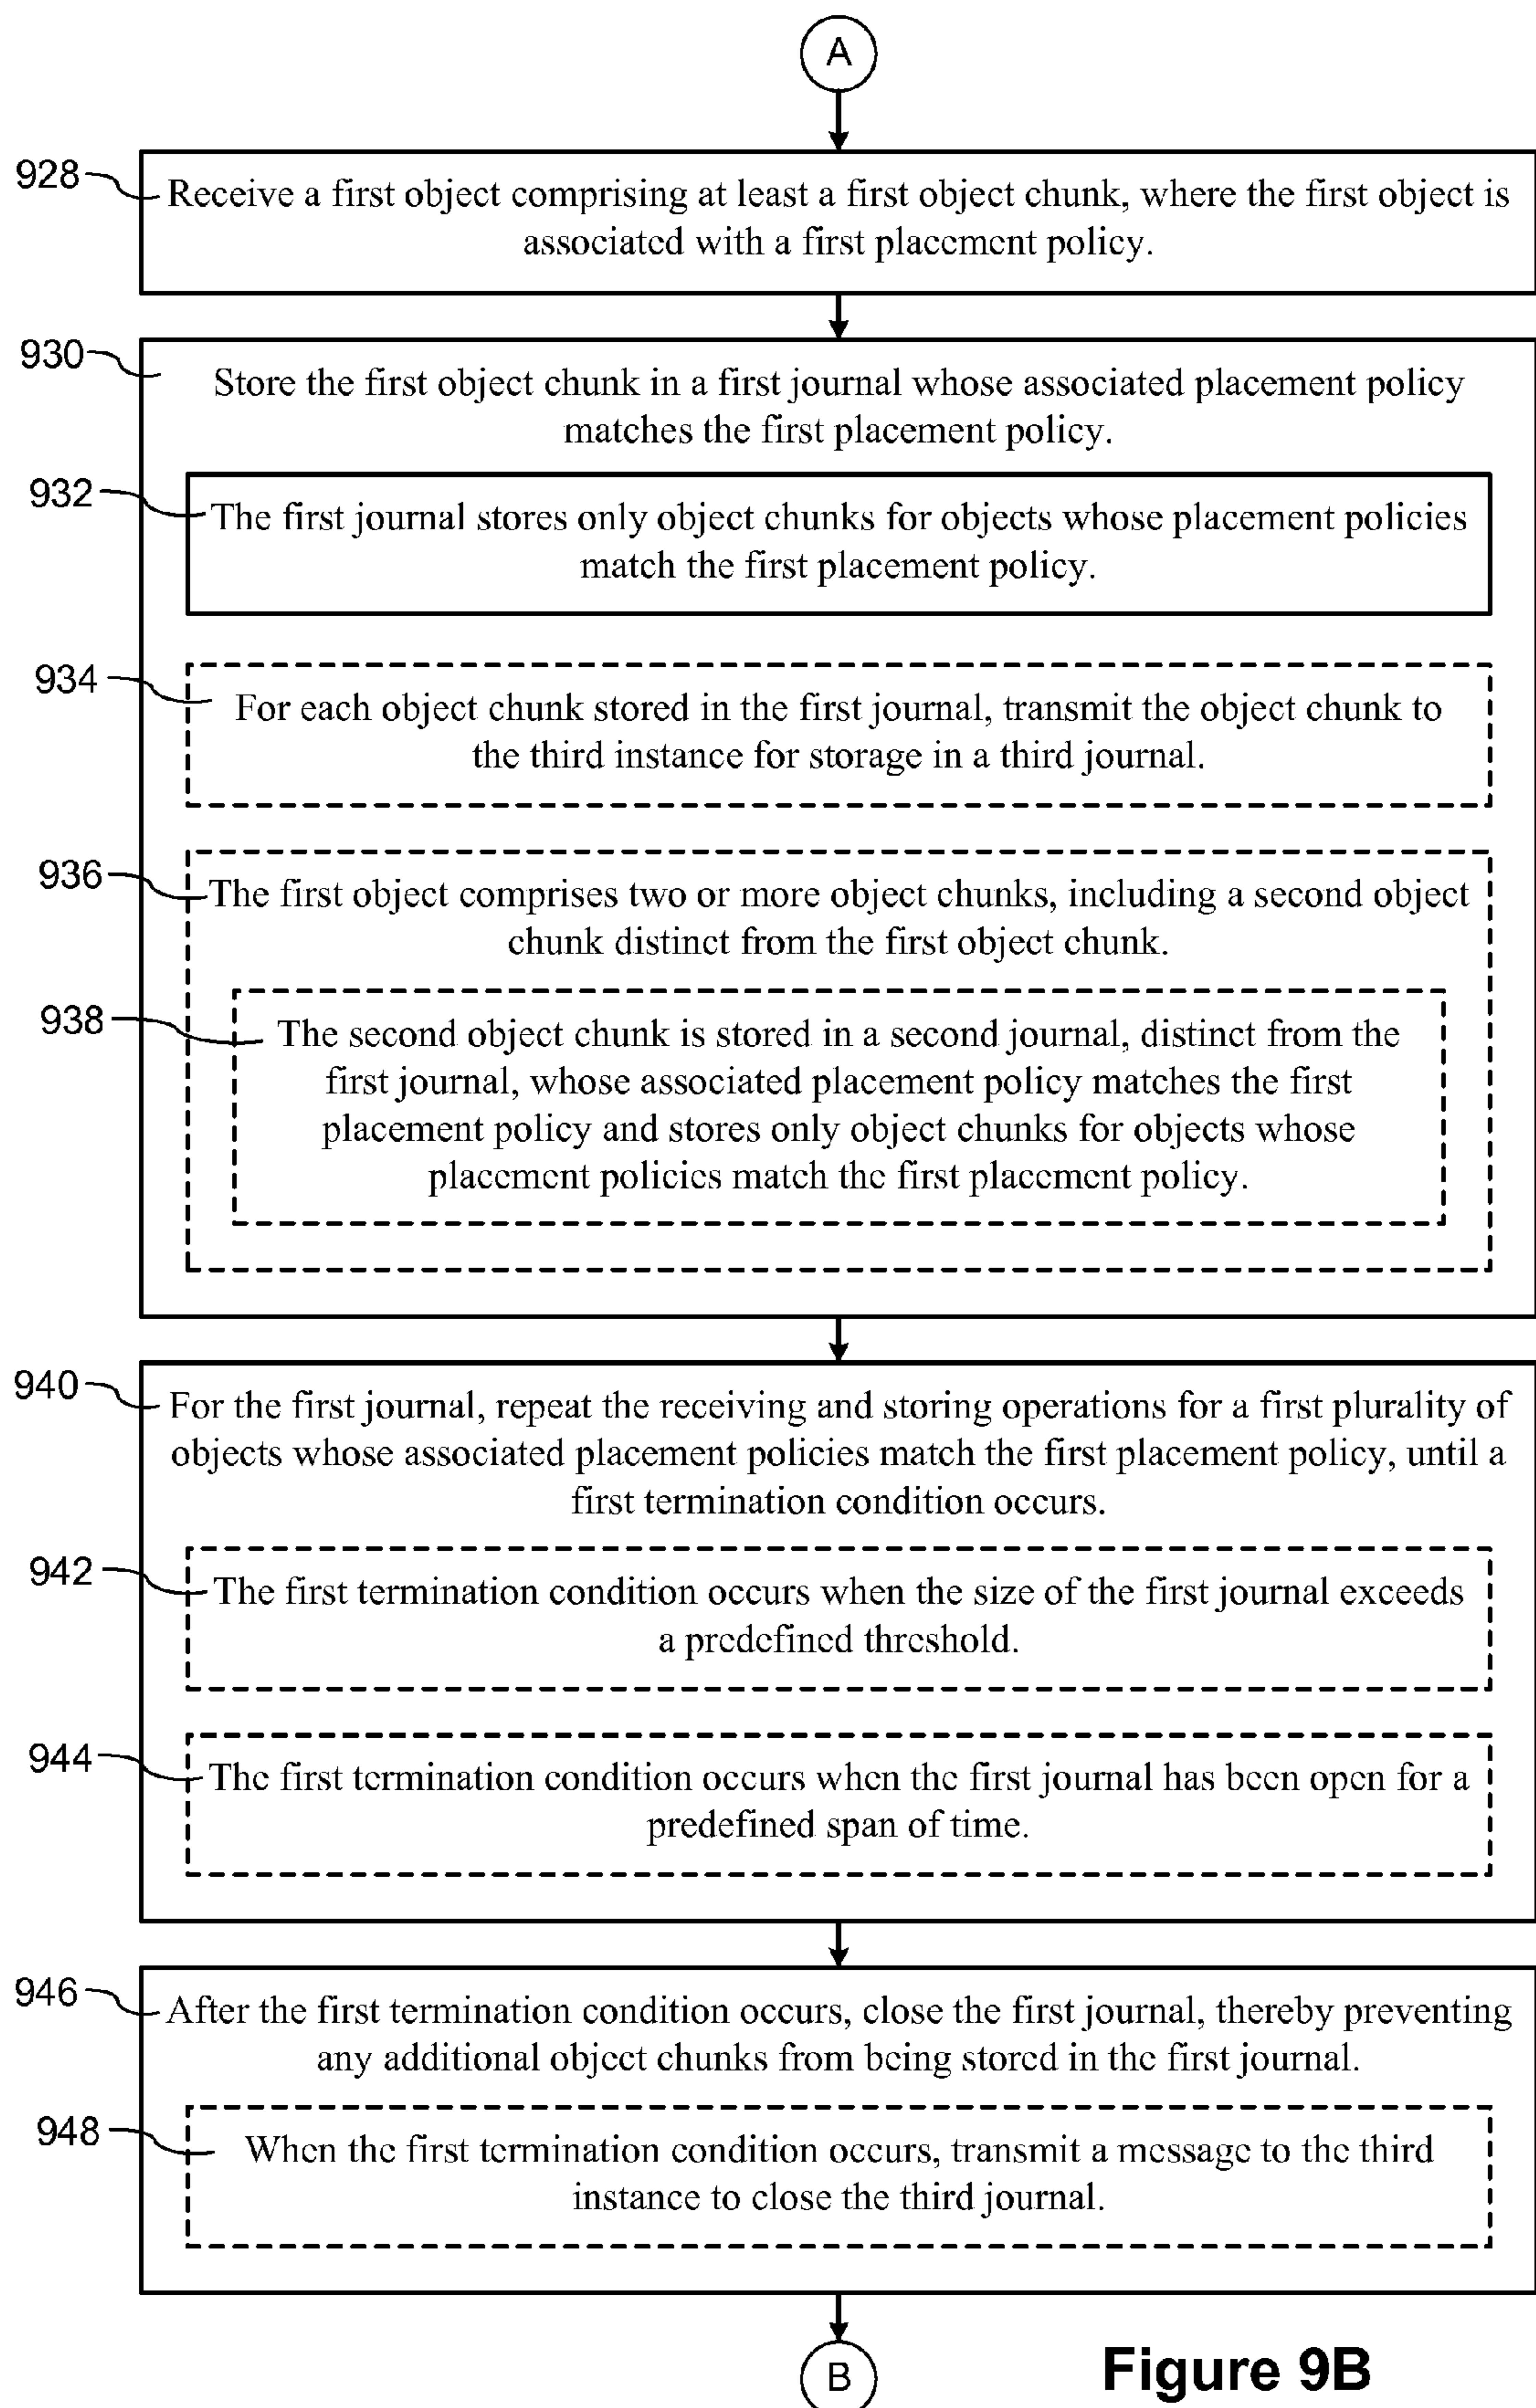 A
928
Receive a first object comprising at least a first object chunk, where the first object is
associated with a first placement policy.
930
Store the first object chunk in a first journal whose associated placement policy
matches the first placement policy.
932
The first journal stores only object chunks for objects whose placement policies
match the first placement policy.
934
For each object chunk stored in the first journal, transmit the object chunk to
the third instance for storage in a third journal.
936
The first object comprises two or more object chunks, including a second object
chunk distinct from the first object chunk.
938
The second object chunk is stored in a second journal, distinct from the
first journal, whose associated placement policy matches the first
placement policy and stores only object chunks for objects whose
placement policies match the first placement policy.
940
For the first journal, repeat the receiving and storing operations for a first plurality of
objects whose associated placement policies match the first placement policy, until a
first termination condition occurs.
942
The first termination condition occurs when the size of the first journal exceeds
a predefined threshold.
944
The first termination condition occurs when the first journal has been open for a
predefined span of time.
946
After the first termination condition occurs, close the first journal, thereby preventing
any additional object chunks from being stored in the first journal.
948
When the first termination condition occurs, transmit a message to the third
instance to close the third journal.
B
Figure 9B